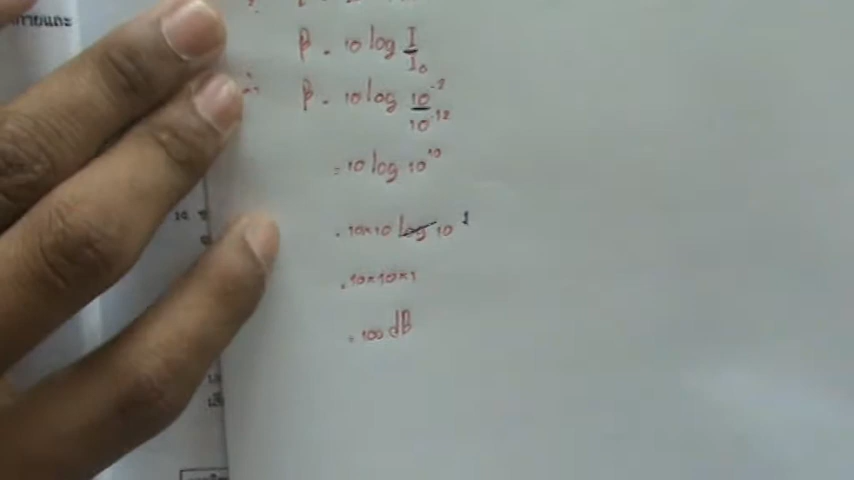 β = 10 log I/I₀
β = 10 log 10⁻²/10⁻¹²
= 10 log 10¹⁰
= 10×10 log 10 1
= 10×10×1
= 100 dB